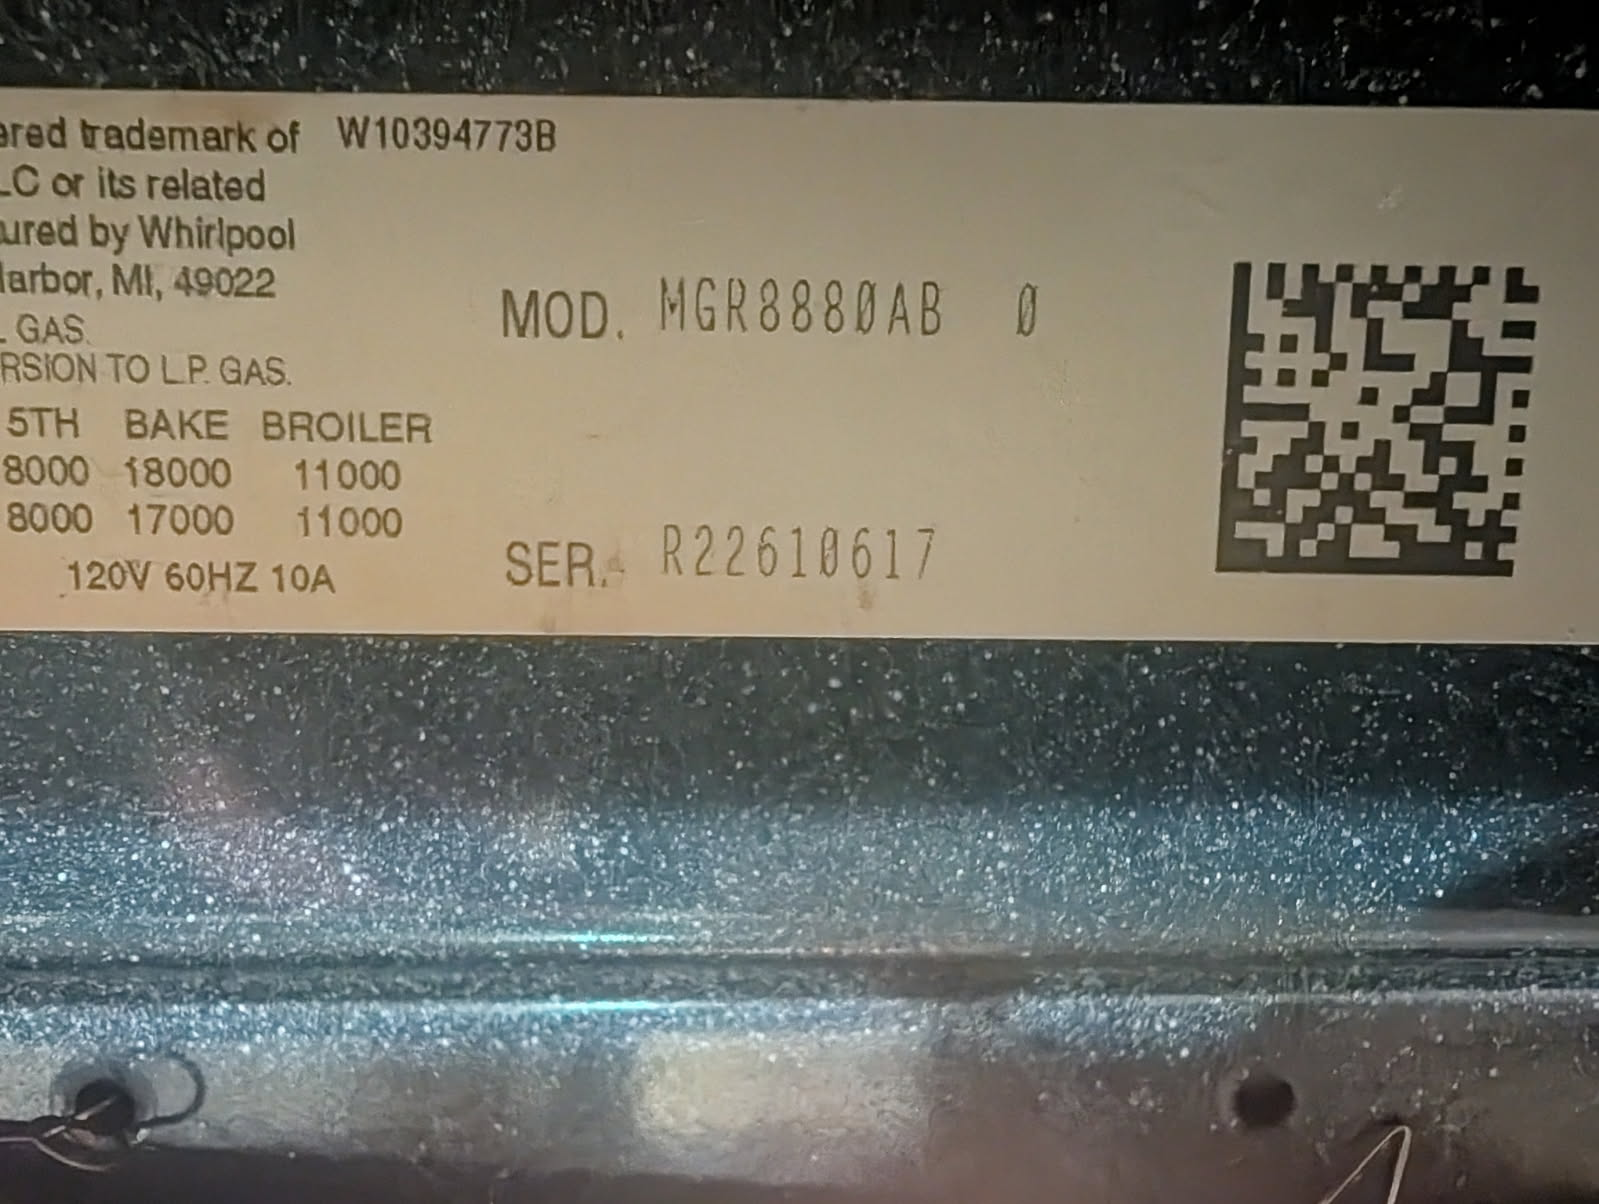 ered trademark of W10394773B
LC or its related
ured by Whirlpool
arbor, MI, 49022
GAS.
RSION TO L.P. GAS.
MOD. MGR8880AB 0
5TH BAKE BROILER
8000 18000 11000
8000 17000 11000
120V 60HZ 10A
SER. R22610617